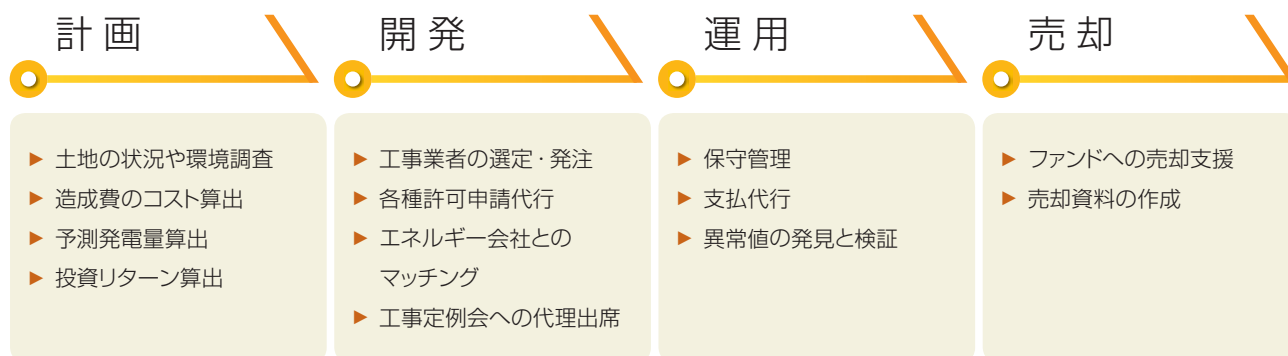 計画
土地の状況や環境調査
造成費のコスト算出
予測発電量算出
投資リターン算出
開発
工事業者の選定・発注
各種許可申請代行
エネルギー会社との
マッチング
工事定例会への代理出席
運用
保守管理
支払代行
異常値の発見と検証
売却
ファンドへの売却支援
売却資料の作成